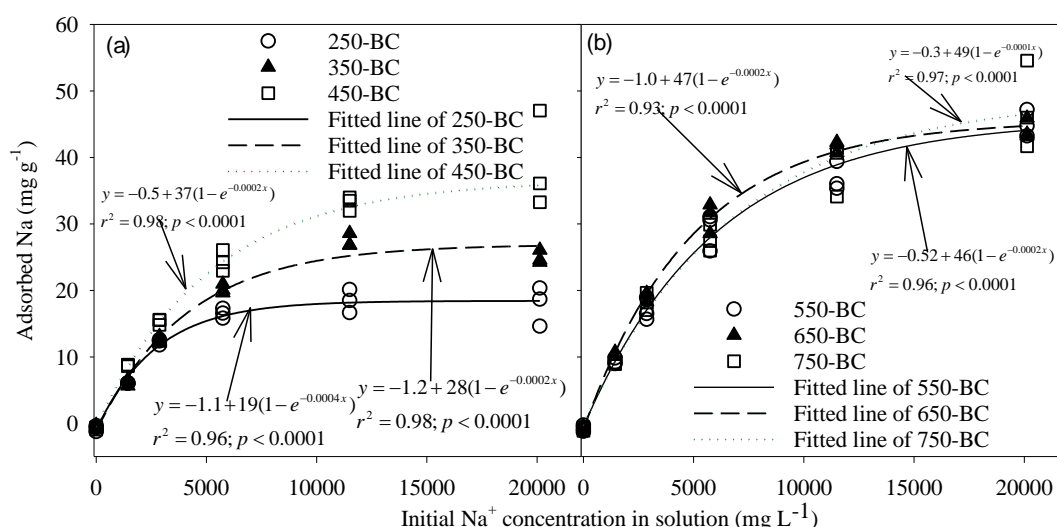 60
50
40
30
20
10
0
Adsorbed Na (mg g-1)
(a)
250-BC
350-BC
450-BC
Fitted line of 250-BC
Fitted line of 350-BC
Fitted line of 450-BC
y = −0.5+37(1−e^−0.0002x)
r² = 0.98; p < 0.0001
y = −1.1+19(1−e^−0.0004x)
r² = 0.96; p < 0.0001
y = −1.2+28(1−e^−0.0002x)
r² = 0.98; p < 0.0001
0 5000 10000 15000 20000
(b)
y = −1.0+47(1−e^−0.0002x)
r² = 0.93; p < 0.0001
y = −0.3+49(1−e^−0.0001x)
r² = 0.97; p < 0.0001
y = −0.52+46(1−e^−0.0002x)
r² = 0.96; p < 0.0001
550-BC
650-BC
750-BC
Fitted line of 550-BC
Fitted line of 650-BC
Fitted line of 750-BC
0 5000 10000 15000 20000
Initial Na+ concentration in solution (mg L-1)